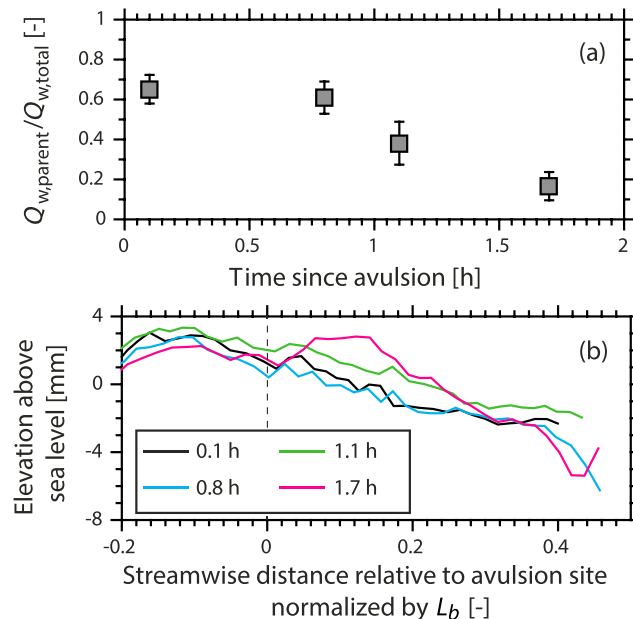 (a)
Q_w,parent/Q_w,total [-]
1
0.8
0.6
0.4
0.2
0
0 0.5 1 1.5 2
Time since avulsion [h]
(b)
Elevation above
sea level [mm]
4
0
-4
-8
0.1 h 1.1 h
0.8 h 1.7 h
-0.2 0 0.2 0.4
Streamwise distance relative to avulsion site
normalized by L_b [-]